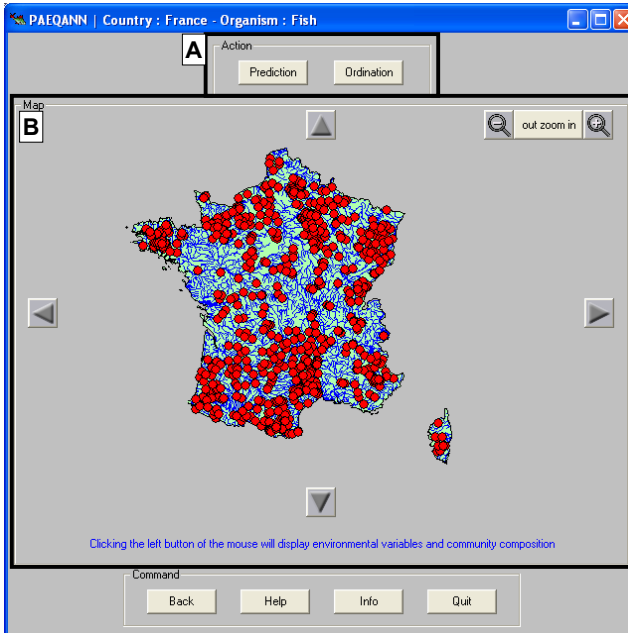 PAEQANN | Country : France - Organism : Fish
A
Action
Prediction
Ordination
Map
B
out zoom in
Clicking the left button of the mouse will display environmental variables and community composition
Command
Back
Help
Info
Quit